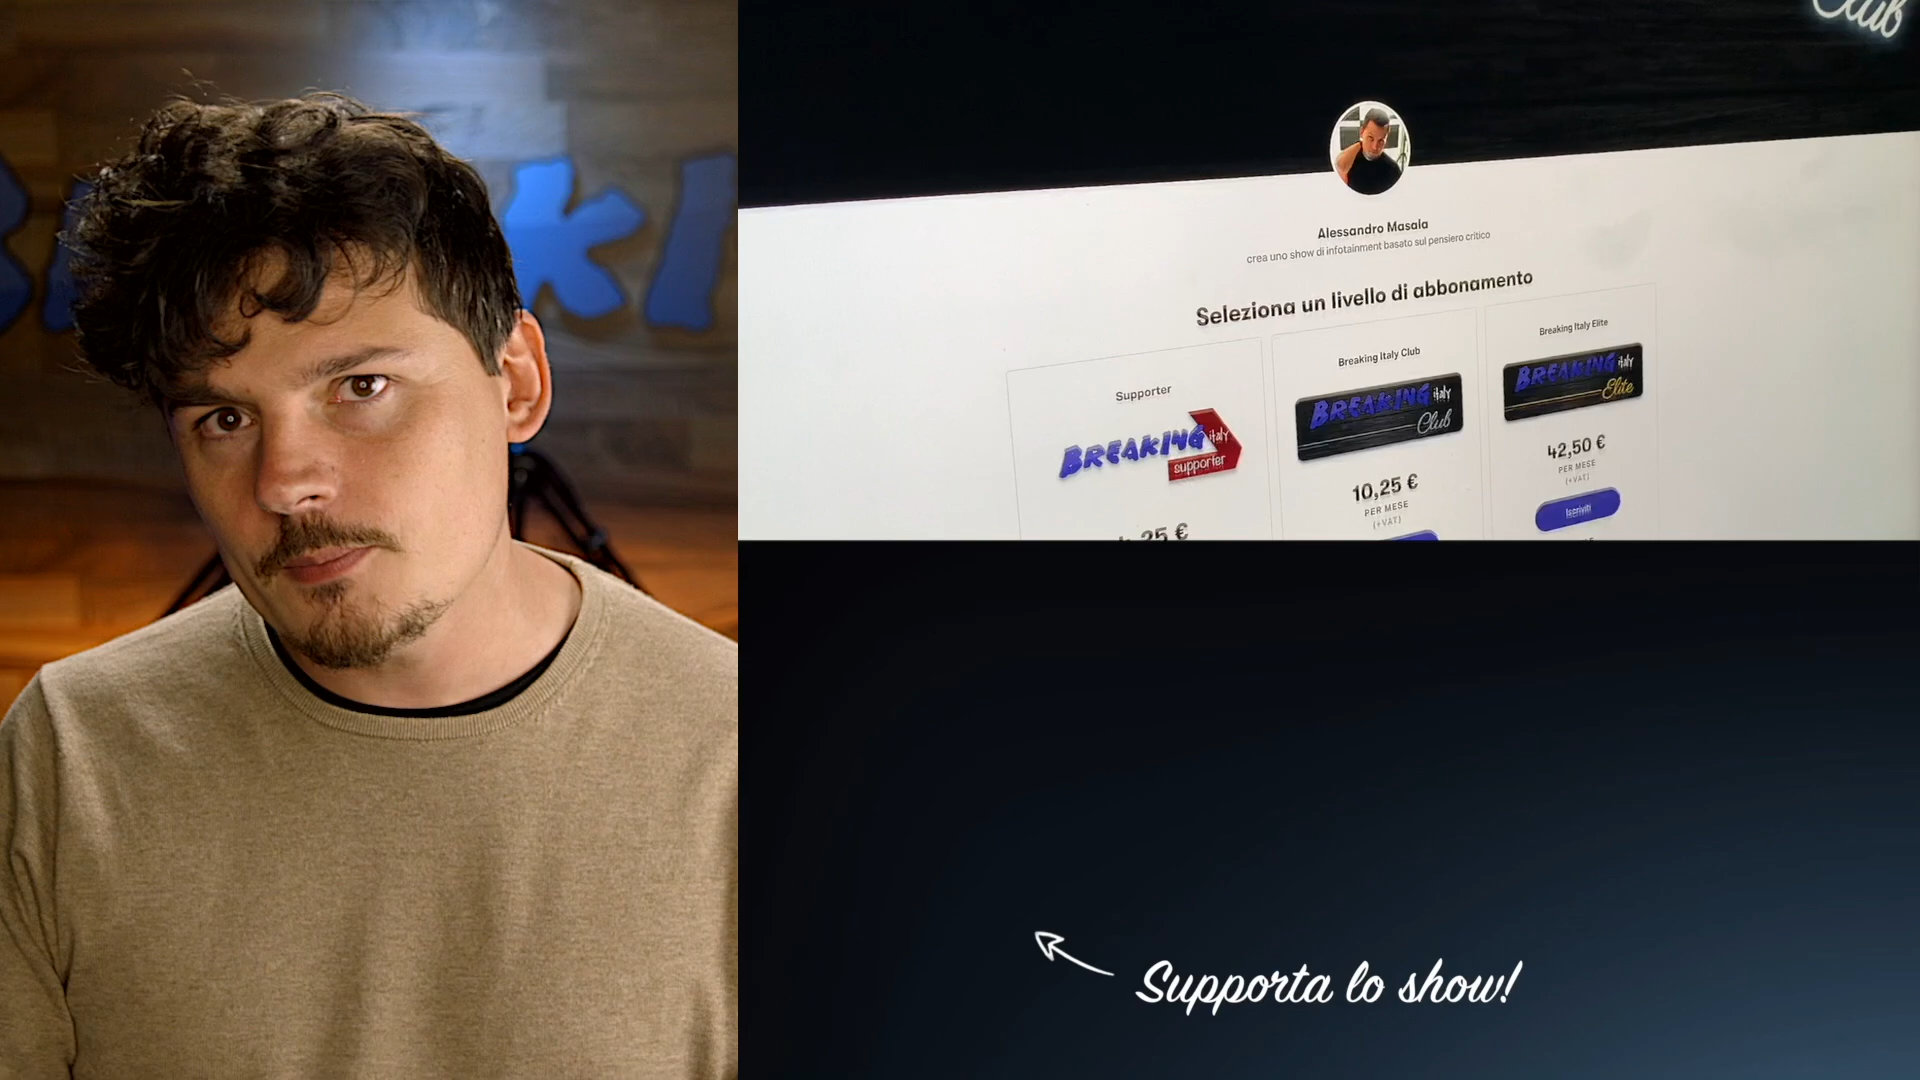 Club
Alessandro Masala
crea uno show di infotainment basato sul pensiero critico
Seleziona un livello di abbonamento
Supporter
BREAKING italy
supporter
Breaking Italy Club
BREAKING italy
Club
10,25 €
PER MESE
(+VAT)
Breaking Italy Elite
BREAKING italy
Elite
42,50 €
PER MESE
(+VAT)
Iscriviti
Supporta lo show!